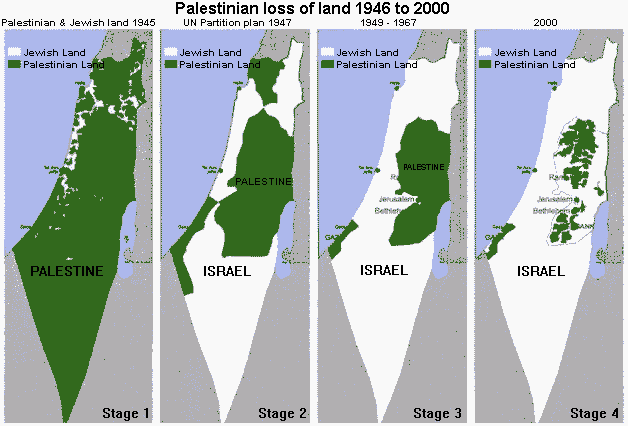 Palestinian loss of land 1946 to 2000
Palestinian & Jewish land 1945
UN Partition plan 1947
1949 - 1967
2000
Jewish Land
Palestinian Land
PALESTINE
Stage 1
Jewish Land
Palestinian Land
PALESTINE
ISRAEL
Stage 2
Jewish Land
Palestinian Land
PALESTINE
Jerusalem
Bethlehem
ISRAEL
Stage 3
Jewish Land
Palestinian Land
Jerusalem
Bethlehem
ISRAEL
Stage 4